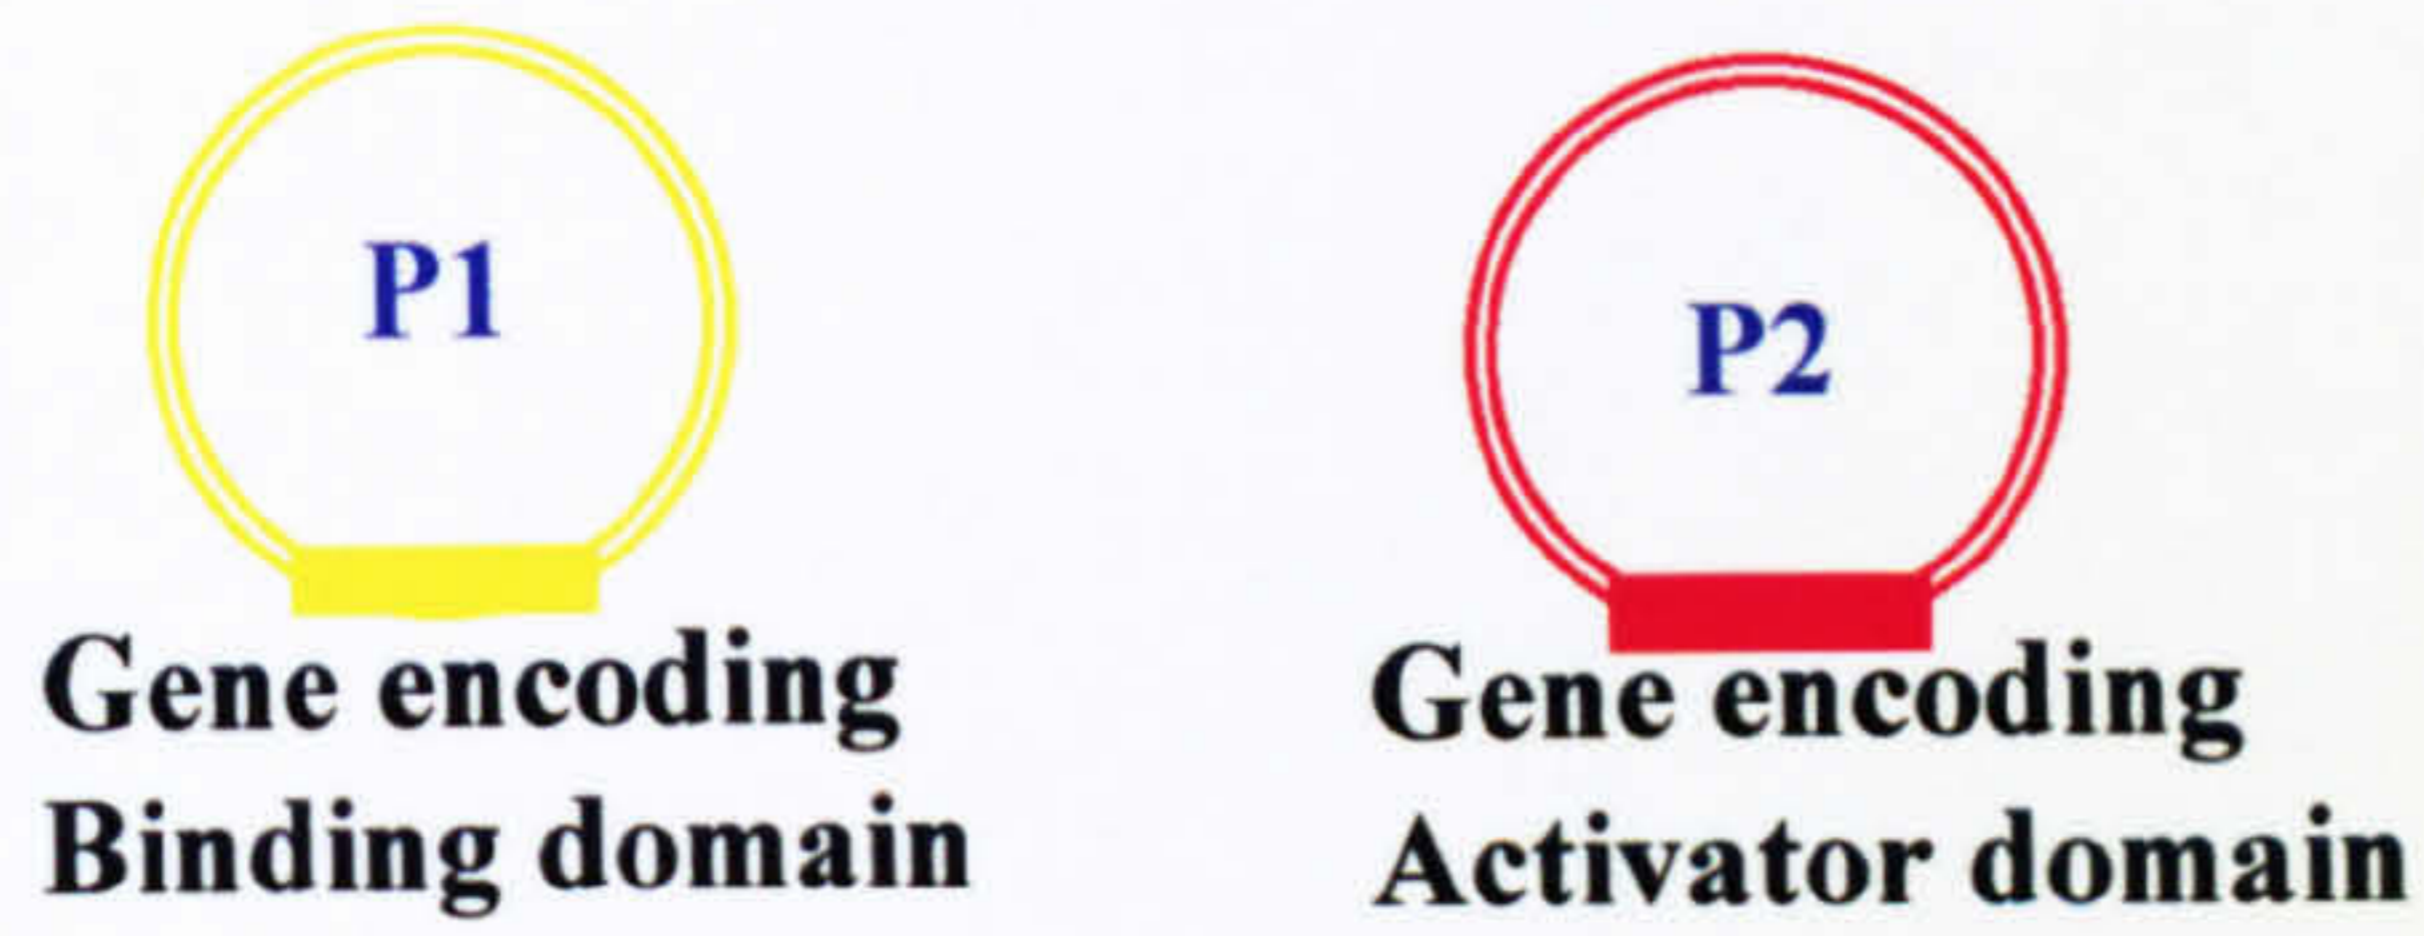 P1
Gene encoding
Binding domain
P2
Gene encoding
Activator domain